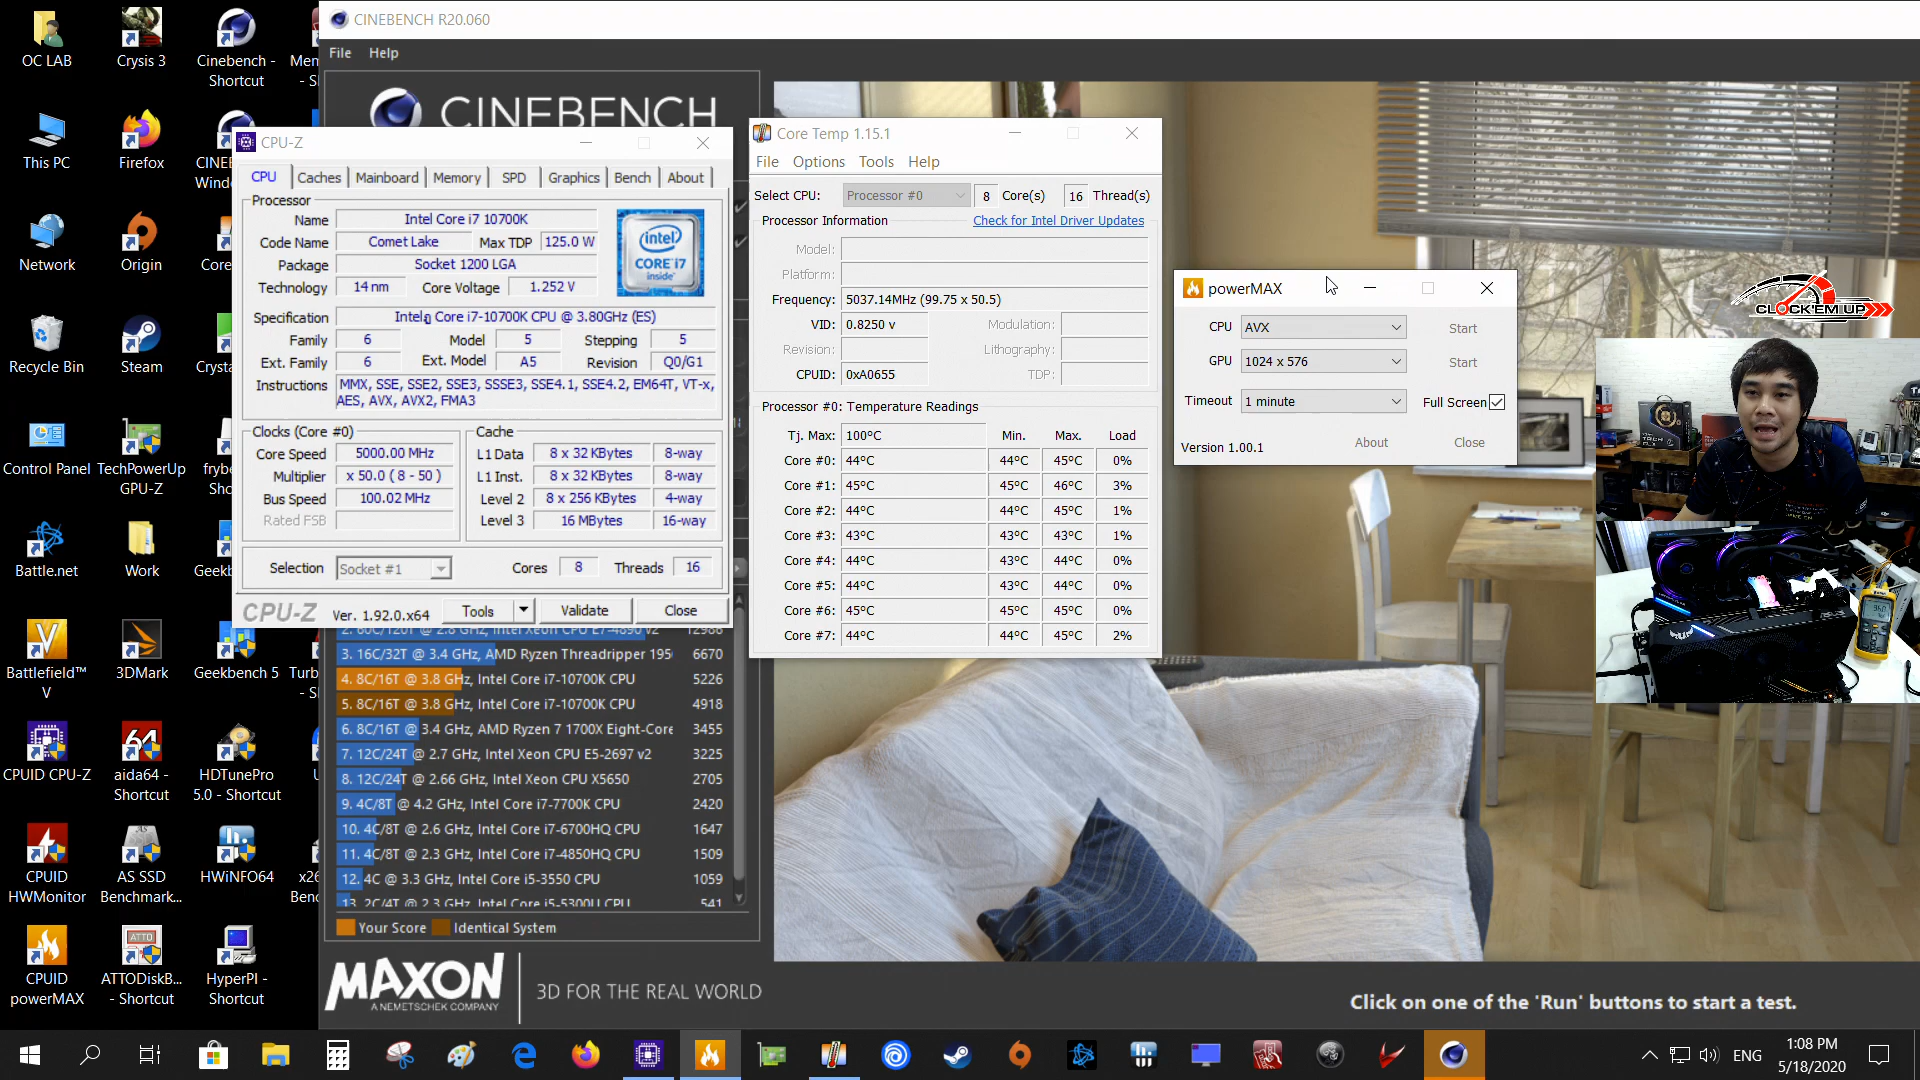 OC LAB
Crysis 3
Cinebench - Shortcut
This PC
Firefox
Network
Origin
Recycle Bin
Steam
Control Panel
TechPowerUp GPU-Z
Battle.net
Work
Battlefield™ V
3DMark
Geekbench 5
CPUID CPU-Z
aida64 - Shortcut
HDTunePro 5.0 - Shortcut
CPUID HWMonitor
AS SSD Benchmark...
HWiNFO64
CPUID powerMAX
ATTODiskB... - Shortcut
HyperPI - Shortcut
CINEBENCH R20.060
File Help
CINEBENCH
CPU-Z
CPU Caches Mainboard Memory SPD Graphics Bench About
Processor
Name Intel Core i7 10700K
Code Name Comet Lake Max TDP 125.0 W
Package Socket 1200 LGA
Technology 14 nm Core Voltage 1.252 V
intel CORE i7 inside
Specification Intel® Core i7-10700K CPU @ 3.80GHz (ES)
Family 6 Model 5 Stepping 5
Ext. Family 6 Ext. Model A5 Revision Q0/G1
Instructions MMX, SSE, SSE2, SSE3, SSSE3, SSE4.1, SSE4.2, EM64T, VT-x,
AES, AVX, AVX2, FMA3
Clocks (Core #0)
Core Speed 5000.00 MHz
Multiplier x 50.0 ( 8 - 50 )
Bus Speed 100.02 MHz
Rated FSB
Cache
L1 Data 8 x 32 KBytes 8-way
L1 Inst. 8 x 32 KBytes 8-way
Level 2 8 x 256 KBytes 4-way
Level 3 16 MBytes 16-way
Selection Socket #1 Cores 8 Threads 16
CPU-Z Ver. 1.92.0.x64 Tools Validate Close
3. 16C/32T @ 3.4 GHz, AMD Ryzen Threadripper 195 6670
4. 8C/16T @ 3.8 GHz, Intel Core i7-10700K CPU 5226
5. 8C/16T @ 3.8 GHz, Intel Core i7-10700K CPU 4918
6. 8C/16T @ 3.4 GHz, AMD Ryzen 7 1700X Eight-Core 3455
7. 12C/24T @ 2.7 GHz, Intel Xeon CPU E5-2697 v2 3225
8. 12C/24T @ 2.66 GHz, Intel Xeon CPU X5650 2705
9. 4C/8T @ 4.2 GHz, Intel Core i7-7700K CPU 2420
10. 4C/8T @ 2.6 GHz, Intel Core i7-6700HQ CPU 1647
11. 4C/8T @ 2.3 GHz, Intel Core i7-4850HQ CPU 1509
12. 4C @ 3.3 GHz, Intel Core i5-3550 CPU 1059
13. 2C/4T @ 2.3 GHz, Intel Core i5-5300U CPU 541
Your Score Identical System
MAXON
A NEMETSCHEK COMPANY
3D FOR THE REAL WORLD
Core Temp 1.15.1
File Options Tools Help
Select CPU: Processor #0 8 Core(s) 16 Thread(s)
Processor Information Check for Intel Driver Updates
Model:
Platform:
Frequency: 5037.14MHz (99.75 x 50.5)
VID: 0.8250 v Modulation:
Revision: Lithography:
CPUID: 0xA0655 TDP:
Processor #0: Temperature Readings
Tj. Max: 100°C Min. Max. Load
Core #0: 44°C 44°C 45°C 0%
Core #1: 45°C 45°C 46°C 3%
Core #2: 44°C 44°C 45°C 1%
Core #3: 43°C 43°C 43°C 1%
Core #4: 44°C 43°C 44°C 0%
Core #5: 44°C 43°C 44°C 0%
Core #6: 45°C 45°C 45°C 0%
Core #7: 44°C 44°C 45°C 2%
powerMAX
CPU AVX Start
GPU 1024 x 576 Start
Timeout 1 minute Full Screen
Version 1.00.1 About Close
CLOCK'EM UP
Click on one of the 'Run' buttons to start a test.
ENG
1:08 PM
5/18/2020